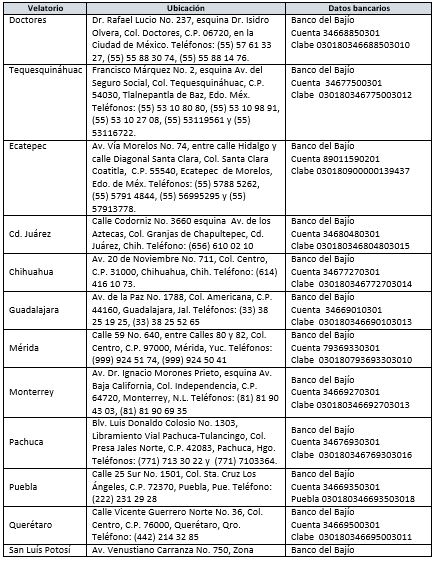 Velatorio Ubicación Datos bancarios
Doctores
Dr. Rafael Lucio No. 237, esquina Dr. Isidro
Olvera, Col. Doctores, C.P. 06720, en la
Ciudad de México. Teléfonos: (55) 57 61 33
27, (55) 55 88 30 74, (55) 55 88 14 76.
Banco del Bajío
Cuenta 34668850301
Clabe 030180346688503010
Tequesquináhuac
Francisco Márquez No. 2, esquina Av. del
Seguro Social, Col. Tequesquináhuac, C.P.
54030, Tlalnepantla de Baz, Edo. Méx.
Teléfonos: (55) 53 10 80 80, (55) 53 10 98 91,
(55) 53 10 27 08, (55) 53119561 y (55)
53116722.
Banco del Bajío
Cuenta 34677500301
Clabe 030180346775003012
Ecatepec
Av. Vía Morelos No. 74, entre calle Hidalgo y
calle Diagonal Santa Clara, Col. Santa Clara
Coatitla, C.P. 55540, Ecatepec de Morelos,
Edo. de Méx. Teléfonos: (55) 5788 5262,
(55) 5791 4844, (55) 56995295 y (55)
57913778.
Banco del Bajío
Cuenta 89011590201
Clabe 030180900000139437
Cd. Juárez
Calle Codorniz No. 3660 esquina Av. de los
Aztecas, Col. Granjas de Chapultepec, Cd.
Juárez, Chih. Teléfono: (656) 610 02 10
Banco del Bajío
Cuenta 34680480301
Clabe 030180346804803015
Chihuahua
Av. 20 de Noviembre No. 711, Col. Centro,
C.P. 31000, Chihuahua, Chih. Teléfono: (614)
416 10 73.
Banco del Bajío
Cuenta 34677270301
Clabe 030180346772703014
Guadalajara
Av. de la Paz No. 1788, Col. Americana, C.P.
44160, Guadalajara, Jal. Teléfonos: (33) 38
25 19 25, (33) 38 25 52 65
Banco del Bajío
Cuenta 34669010301
Clabe 030180346690103013
Mérida
Calle 59 No. 640, entre Calles 80 y 82, Col.
Centro, C.P. 97000, Mérida, Yuc. Teléfonos:
(999) 924 51 74, (999) 924 50 41
Banco del Bajío
Cuenta 79369330301
Clabe 030180793693303010
Monterrey
Av. Dr. Ignacio Morones Prieto, esquina Av.
Baja California, Col. Independencia, C.P.
64720, Monterrey, N.L. Teléfonos: (81) 81 90
43 03, (81) 81 90 69 35
Banco del Bajío
Cuenta 34669270301
Clabe 030180346692703013
Pachuca
Blv. Luis Donaldo Colosio No. 1303,
Libramiento Vial Pachuca-Tulancingo, Col.
Presa Jales Norte, C.P. 42083, Pachuca, Hgo.
Teléfonos: (771) 713 30 22 y (771) 7103364.
Banco del Bajío
Cuenta 34676930301
Clabe 030180346769303016
Puebla
Calle 25 Sur No. 1501, Col. Sta. Cruz Los
Ángeles, C.P. 72370, Puebla, Pue. Teléfono:
(222) 231 29 28
Banco del Bajío
Cuenta 34669350301
Puebla 030180346693503018
Querétaro
Calle Vicente Guerrero Norte No. 36, Col.
Centro, C.P. 76000, Querétaro, Qro.
Teléfono: (442) 214 32 85
Banco del Bajío
Cuenta 34669500301
Clabe 030180346695003011
San Luís Potosí
Av. Venustiano Carranza No. 750, Zona
Banco del Bajío